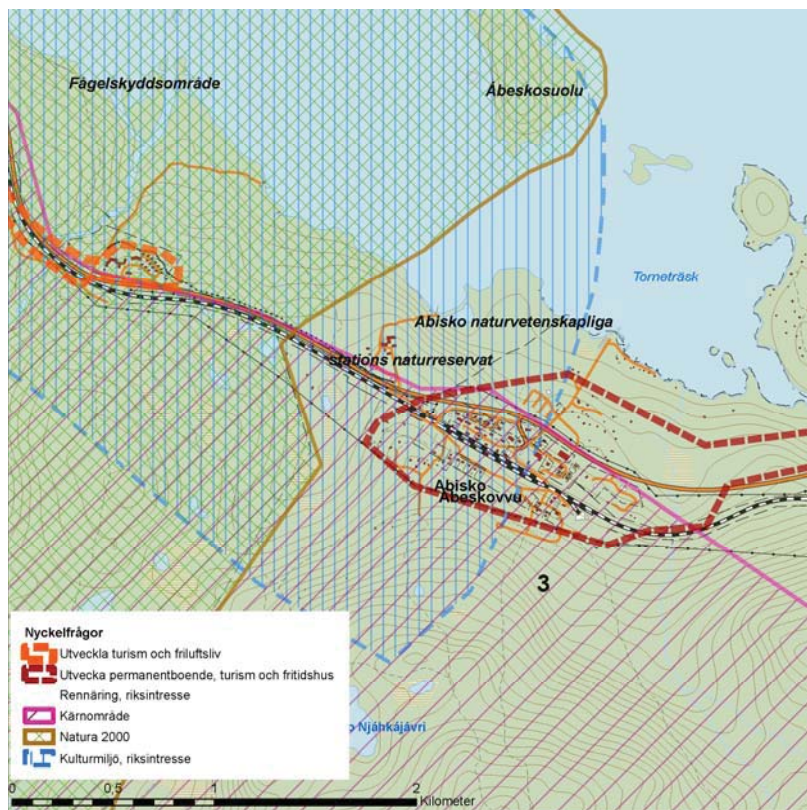 Fågelskyddsområde
Ábeskosuolu
Torneträsk
Abisko naturvetenskapliga
stations naturreservat
Abisko
Ábeskovvu
3
Njáhkájávri
Nyckelfrågor
Utveckla turism och friluftsliv
Utvecka permanentboende, turism och fritidshus
Rennäring, riksintresse
Kärnområde
Natura 2000
Kulturmiljö, riksintresse
0 0,5 1 2
Kilometer